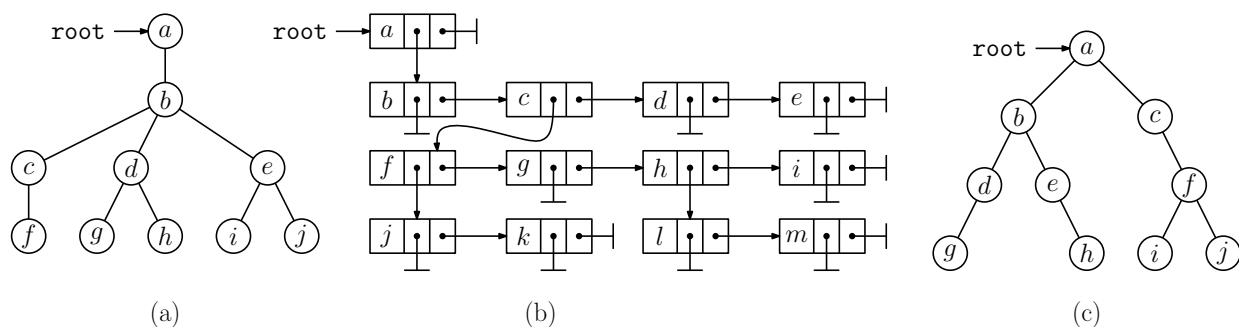 root a
b
c d e
f g h i j
(a)
root a
b c d e
f g h i
j k l m
(b)
root a
b c
d e f
g h i j
(c)